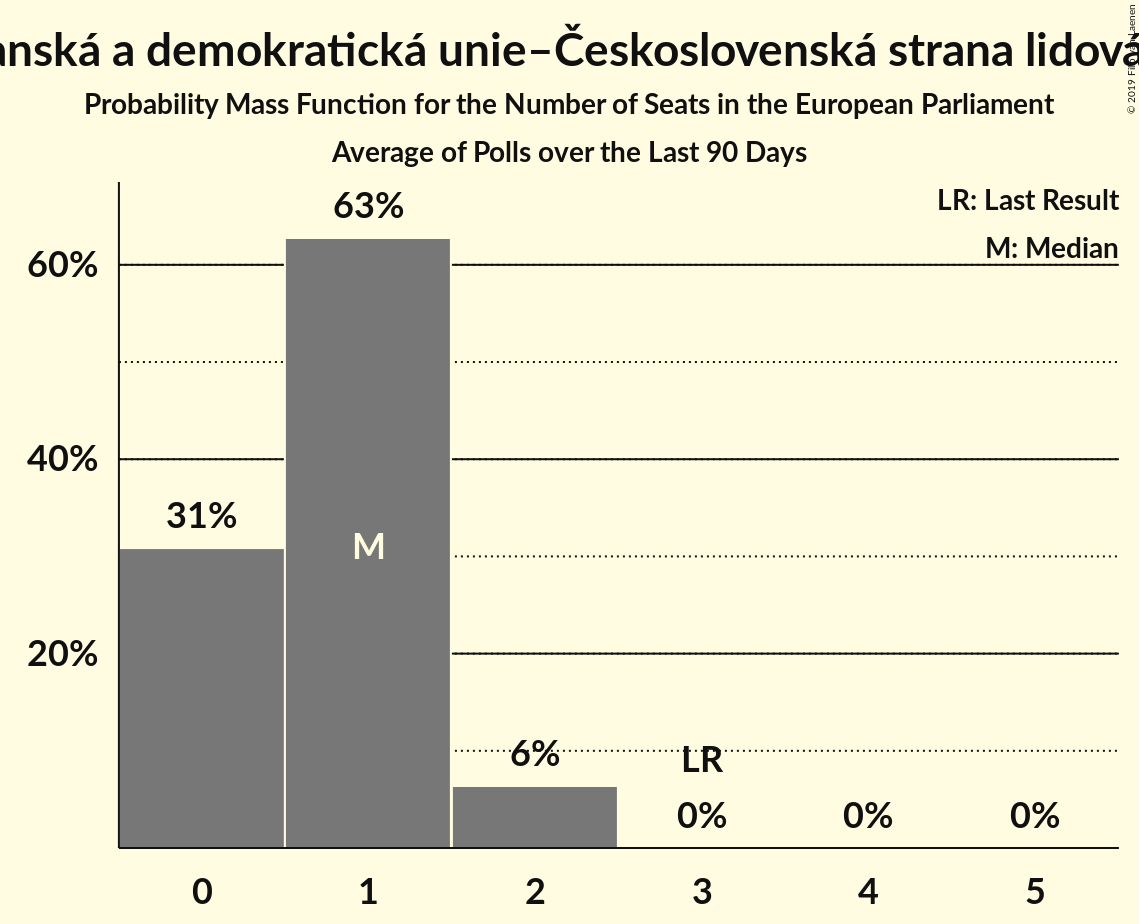 anská a demokratická unie–Československá strana lidová
Probability Mass Function for the Number of Seats in the European Parliament
Average of Polls over the Last 90 Days
© 2019 Filip van Laenen
LR: Last Result
M: Median
63%
60%
40%
31%
M
20%
6%
LR
0%
0%
0%
0
1
2
3
4
5